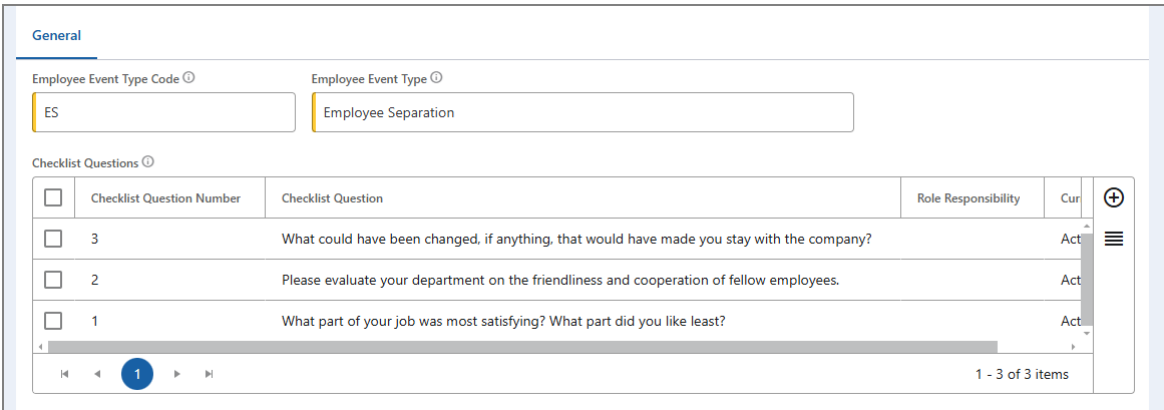 General
Employee Event Type Code
Employee Event Type
ES
Employee Separation
Checklist Questions
Checklist Question Number Checklist Question Role Responsibility Cur
3 What could have been changed, if anything, that would have made you stay with the company? Act
2 Please evaluate your department on the friendliness and cooperation of fellow employees. Act
1 What part of your job was most satisfying? What part did you like least? Act
1 1 - 3 of 3 items